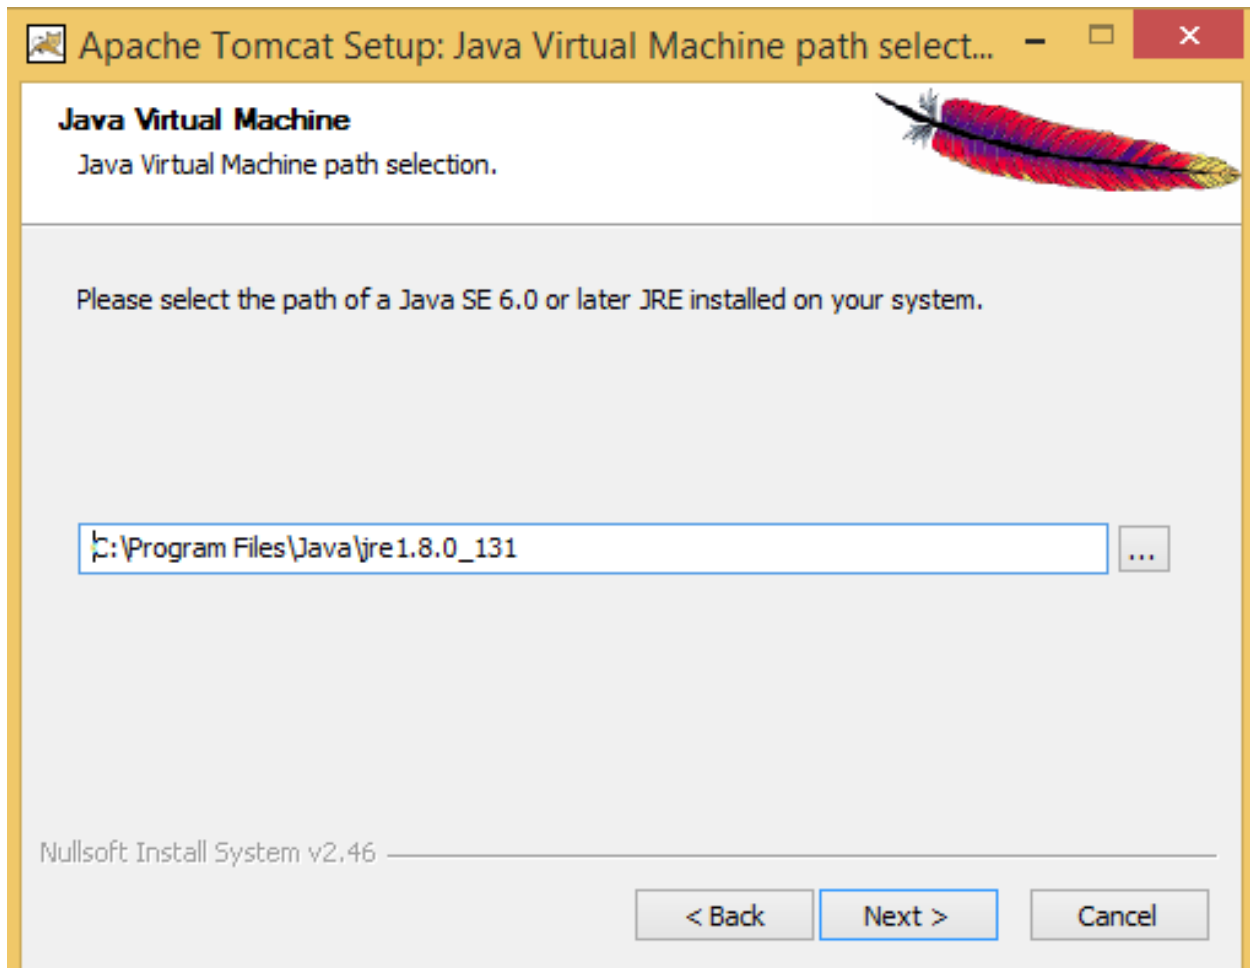 Apache Tomcat Setup: Java Virtual Machine path select...
Java Virtual Machine
Java Virtual Machine path selection.
Please select the path of a Java SE 6.0 or later JRE installed on your system.
C:\Program Files\Java\jre1.8.0_131
...
Nullsoft Install System v2.46
< Back
Next >
Cancel